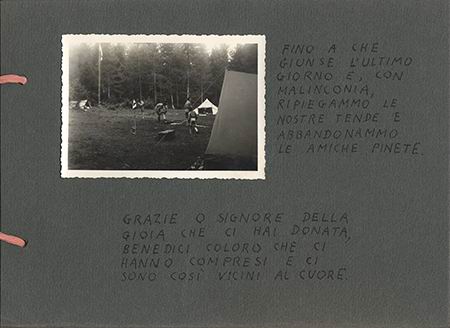 FINO A CHE
GIUNSE L'ULTIMO
GIORNO E, CON
MALINCONIA,
RIPIEGAMMO LE
NOSTRE TENDE E
ABBANDONAMMO
LE AMICHE PINETE.
GRAZIE O SIGNORE DELLA
GIOIA CHE CI HAI DONATA,
BENEDICI COLORO CHE CI
HANNO COMPRESI E CI
SONO COSÌ VICINI AL CUORE.